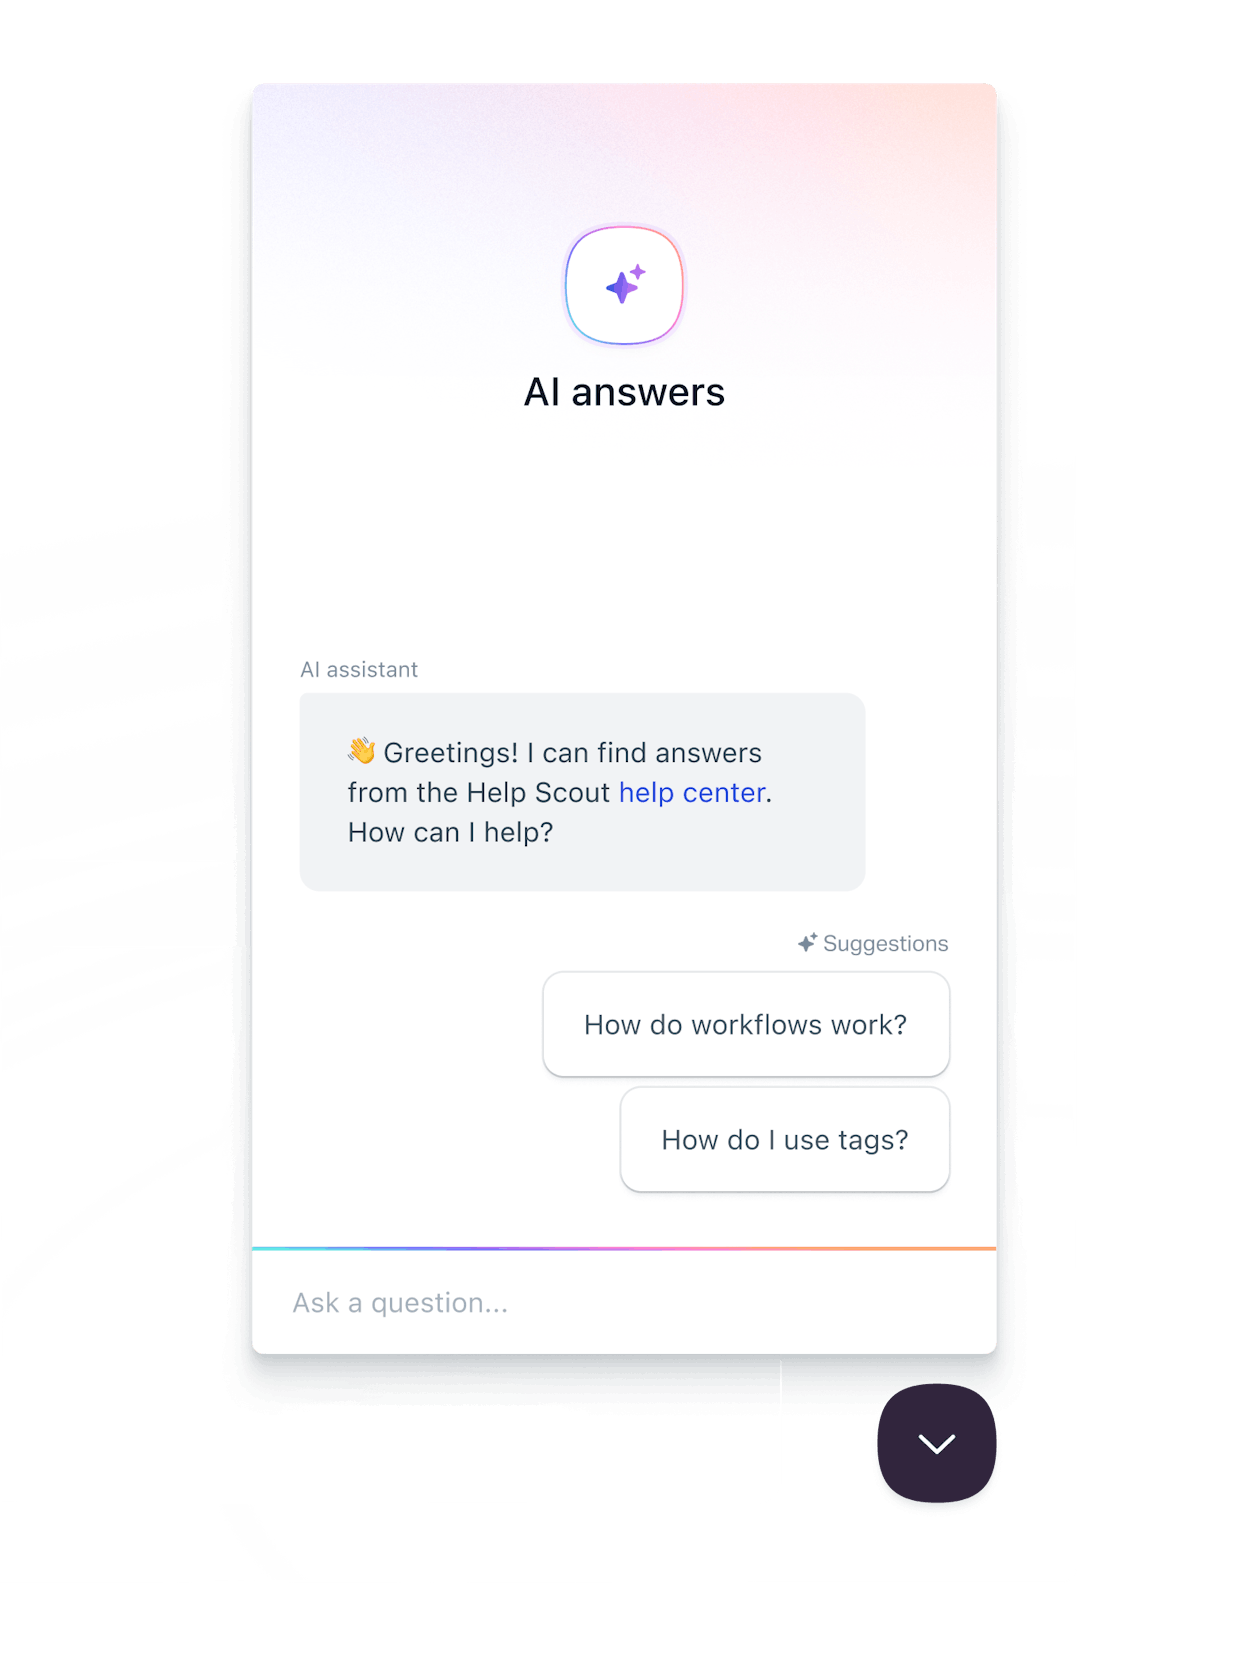 AI answers
AI assistant
👋 Greetings! I can find answers
from the Help Scout help center.
How can I help?
Suggestions
How do workflows work?
How do I use tags?
Ask a question...